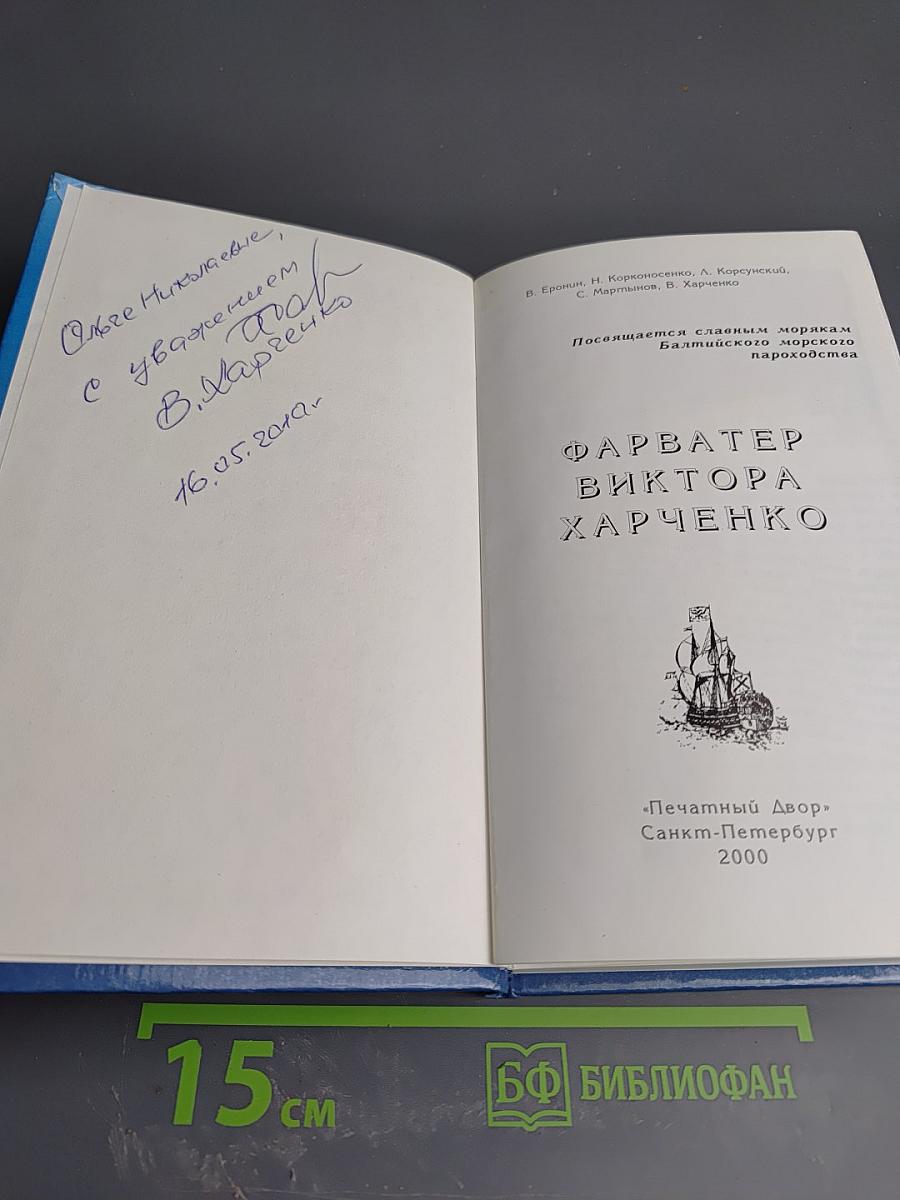 Ольге Николаевне,
с уважением
В. Харченко
16.05.2010г
В. Еронин, Н. Корконосенко, Л. Корсунский,
С. Мартынов, В. Харченко
Посвящается славным морякам
Балтийского морского
пароходства
ФАРВАТЕР
ВИКТОРА
ХАРЧЕНКО
«Печатный Двор»
Санкт-Петербург
2000
15 см
БФ БИБЛИОФАН